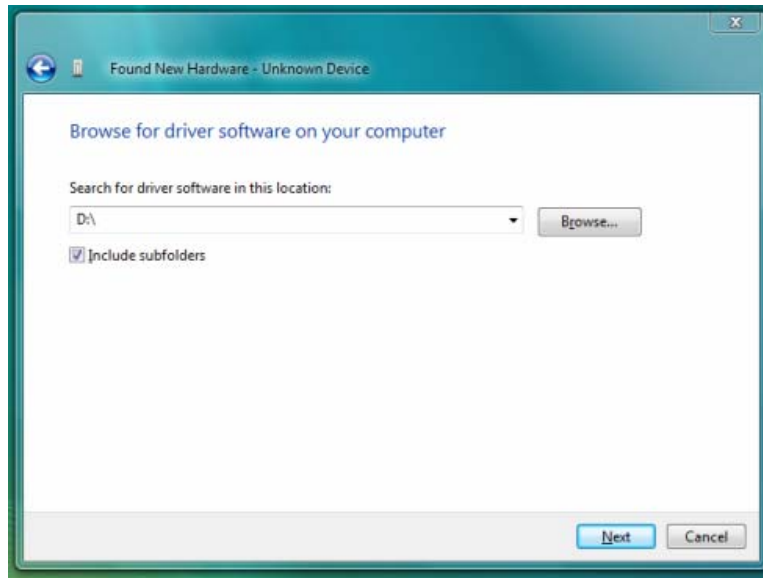 Found New Hardware - Unknown Device
Browse for driver software on your computer
Search for driver software in this location:
D:\
Browse...
Include subfolders
Next
Cancel